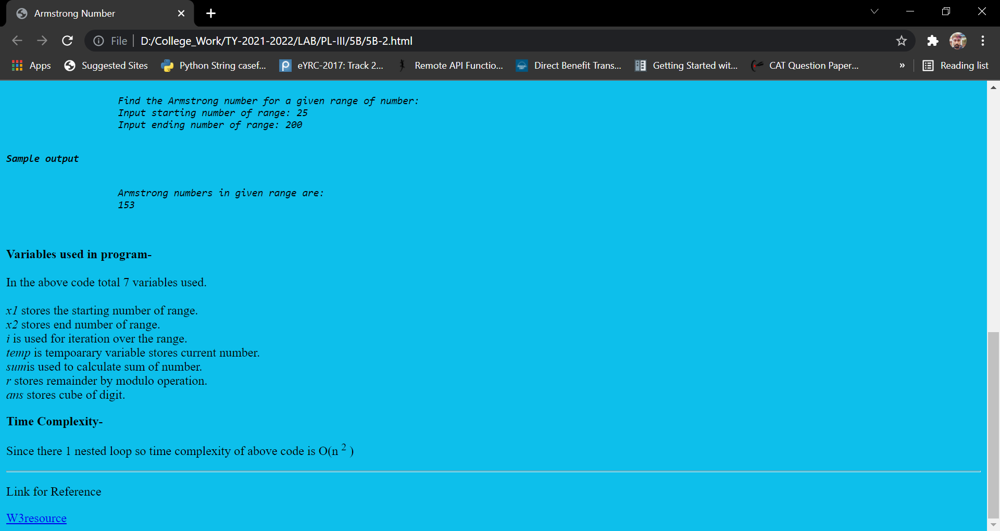 Armstrong Number
File
D:/College_Work/TY-2021-2022/LAB/PL-III/5B/5B-2.html
Apps
Suggested Sites
Python String casef...
eYRC-2017: Track 2...
Remote API Functio...
Direct Benefit Trans...
Getting Started wit...
CAT Question Paper...
»
Reading list
Find the Armstrong number for a given range of number:
Input starting number of range: 25
Input ending number of range: 200
Sample output
Armstrong numbers in given range are:
153
Variables used in program-
In the above code total 7 variables used.
x1 stores the starting number of range.
x2 stores end number of range.
i is used for iteration over the range.
temp is tempoarary variable stores current number.
sumis used to calculate sum of number.
r stores remainder by modulo operation.
ans stores cube of digit.
Time Complexity-
Since there 1 nested loop so time complexity of above code is O(n 2 )
Link for Reference
W3resource